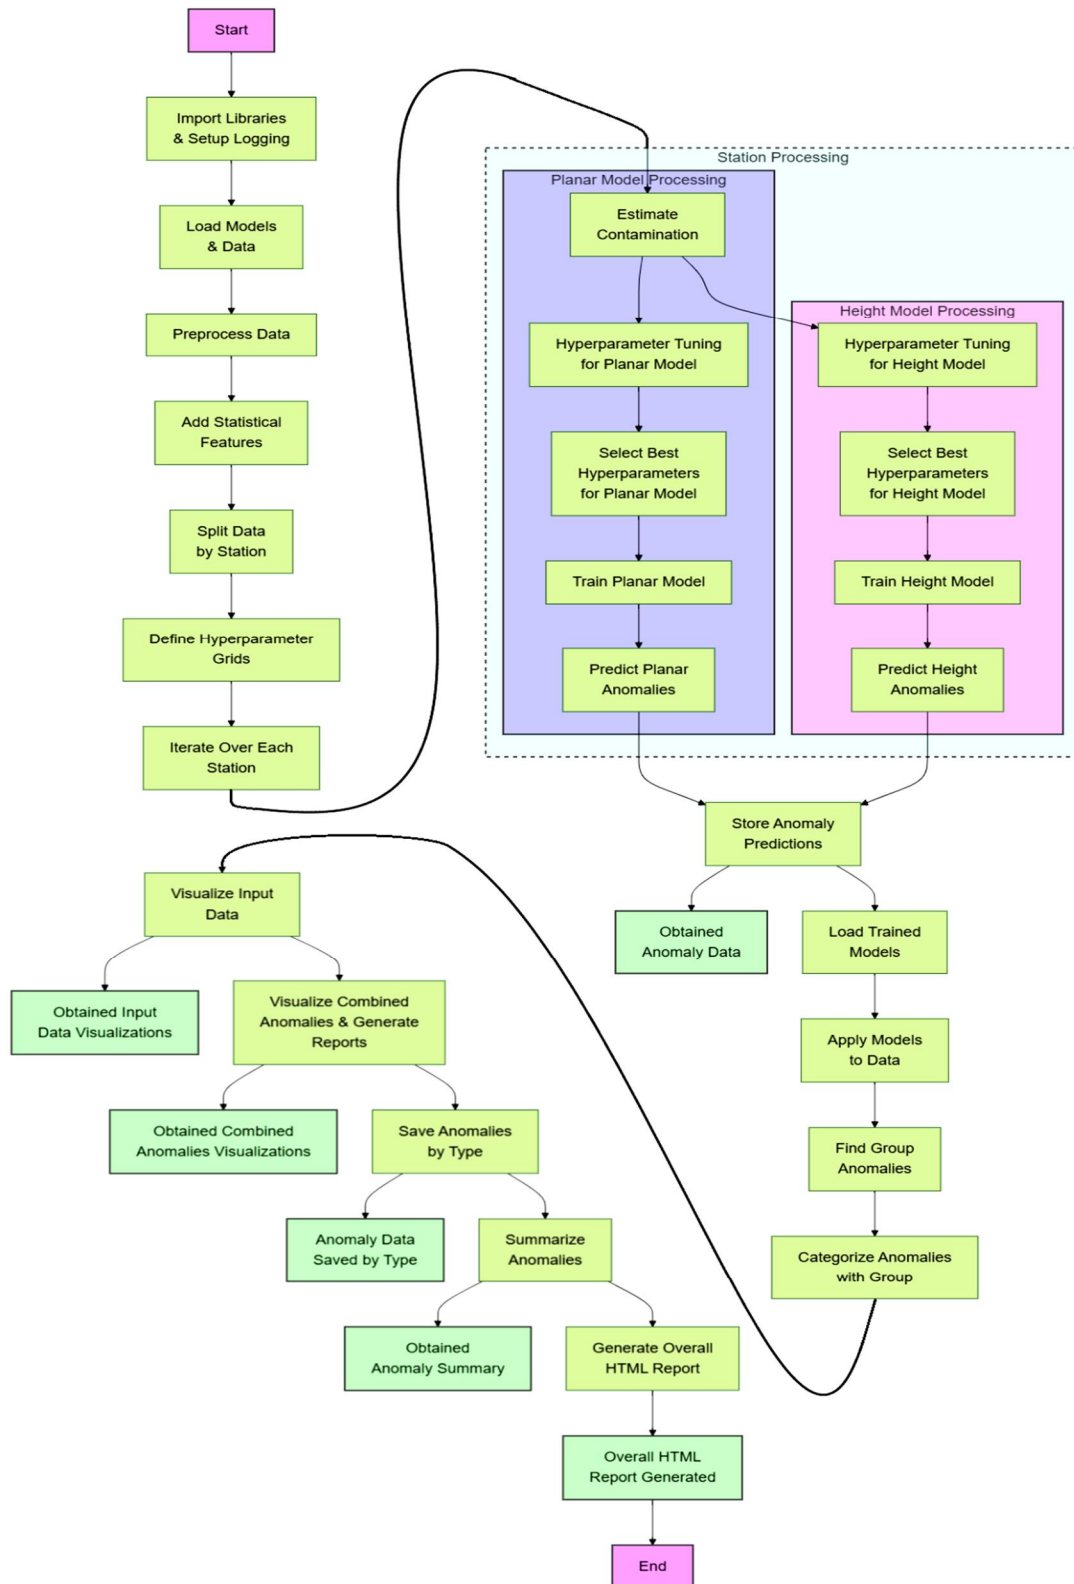 Start
Import Libraries
& Setup Logging
Load Models
& Data
Preprocess Data
Add Statistical
Features
Split Data
by Station
Define Hyperparameter
Grids
Iterate Over Each
Station
Station Processing
Planar Model Processing
Estimate
Contamination
Hyperparameter Tuning
for Planar Model
Select Best
Hyperparameters
for Planar Model
Train Planar Model
Predict Planar
Anomalies
Height Model Processing
Hyperparameter Tuning
for Height Model
Select Best
Hyperparameters
for Height Model
Train Height Model
Predict Height
Anomalies
Store Anomaly
Predictions
Obtained
Anomaly Data
Load Trained
Models
Apply Models
to Data
Find Group
Anomalies
Categorize Anomalies
with Group
Visualize Input
Data
Obtained Input
Data Visualizations
Visualize Combined
Anomalies & Generate
Reports
Obtained Combined
Anomalies Visualizations
Save Anomalies
by Type
Anomaly Data
Saved by Type
Summarize
Anomalies
Obtained
Anomaly Summary
Generate Overall
HTML Report
Overall HTML
Report Generated
End